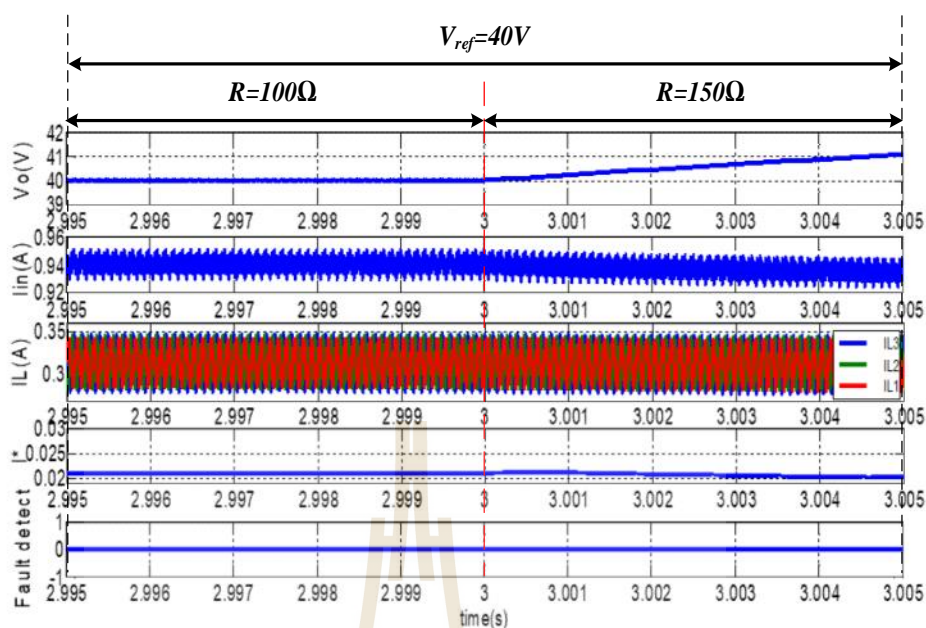 V_ref=40V
R=100Ω R=150Ω
Vo(V)
42
41
40
39
2.995 2.996 2.997 2.998 2.999 3 3.001 3.002 3.003 3.004 3.005
Iin(A)
0.96
0.94
0.92
2.995 2.996 2.997 2.998 2.999 3 3.001 3.002 3.003 3.004 3.005
IL(A)
0.35
0.3
IL3
IL2
IL1
2.995 2.996 2.997 2.998 2.999 3 3.001 3.002 3.003 3.004 3.005
I*
0.03
0.025
0.02
2.995 2.996 2.997 2.998 2.999 3 3.001 3.002 3.003 3.004 3.005
Fault detect
1
0
-1
2.995 2.996 2.997 2.998 2.999 3 3.001 3.002 3.003 3.004 3.005
time(s)